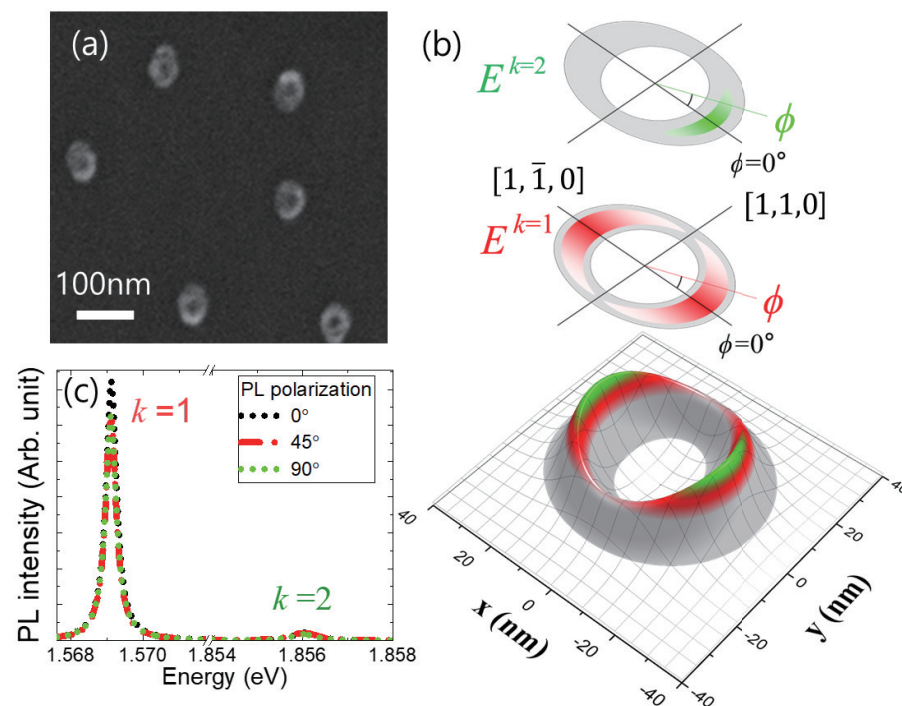 (a)
100nm
(b)
E^{k=2}
ϕ
ϕ=0°
[1, 1̄, 0]
[1,1,0]
E^{k=1}
ϕ
ϕ=0°
40
20
0
-20
-40
x (nm)
40
20
0
-20
-40
y (nm)
(c)
PL intensity (Arb. unit)
k =1
PL polarization
0°
45°
90°
k =2
1.568
1.570
1.854
1.856
1.858
Energy (eV)